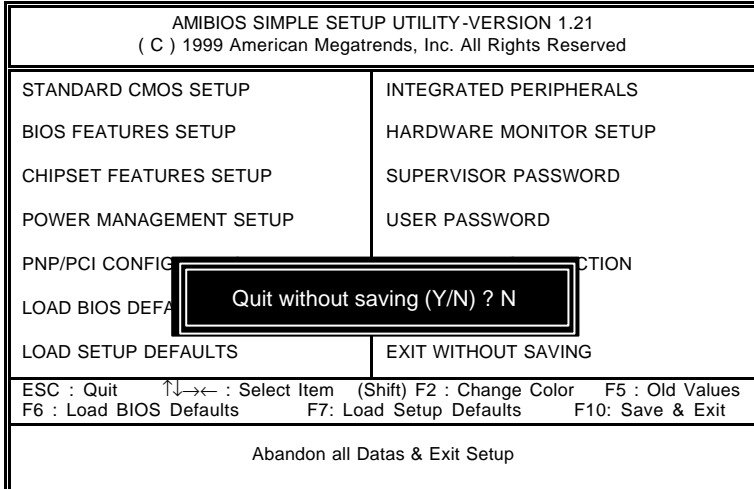 AMIBIOS SIMPLE SETUP UTILITY-VERSION 1.21
( C ) 1999 American Megatrends, Inc. All Rights Reserved
STANDARD CMOS SETUP
BIOS FEATURES SETUP
CHIPSET FEATURES SETUP
POWER MANAGEMENT SETUP
PNP/PCI
LOAD BIOS
LOAD SETUP DEFAULTS
INTEGRATED PERIPHERALS
HARDWARE MONITOR SETUP
SUPERVISOR PASSWORD
USER PASSWORD
EXIT WITHOUT SAVING
Quit without saving (Y/N) ? N
ESC : Quit ↑↓→← : Select Item (Shift) F2 : Change Color F5 : Old Values
F6 : Load BIOS Defaults F7: Load Setup Defaults F10: Save & Exit
Abandon all Datas & Exit Setup